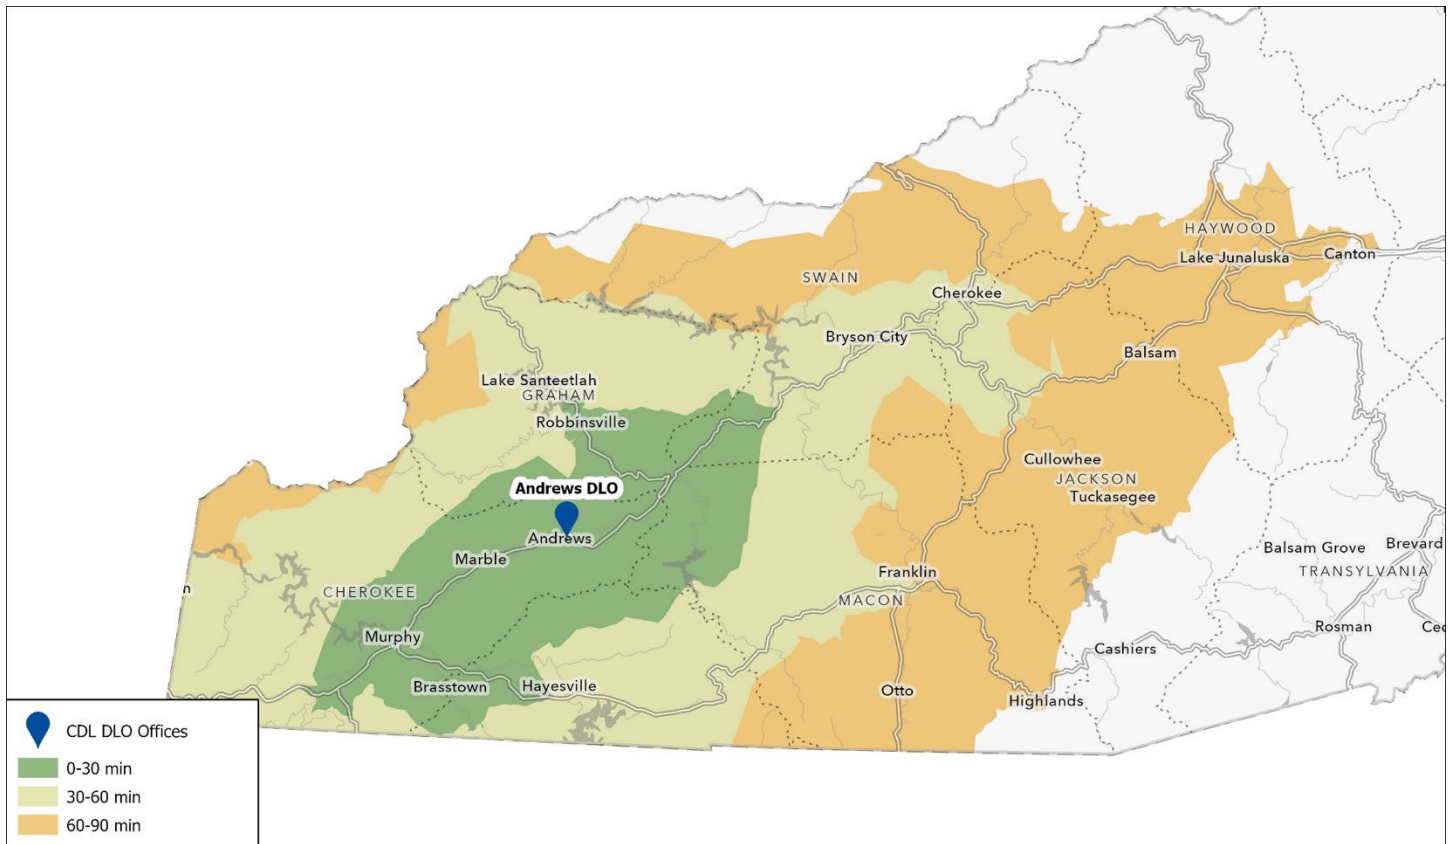 HAYWOOD
Lake Junaluska
Canton
SWAIN
Cherokee
Bryson City
Balsam
Lake Santeetlah
GRAHAM
Robbinsville
Cullowhee
JACKSON
Tuckasegee
Andrews DLO
Andrews
Marble
Balsam Grove
Brevard
TRANSYLVANIA
Franklin
CHEROKEE
MACON
Murphy
Rosman
Cashiers
Brasstown
Hayesville
Otto
Highlands
CDL DLO Offices
0-30 min
30-60 min
60-90 min